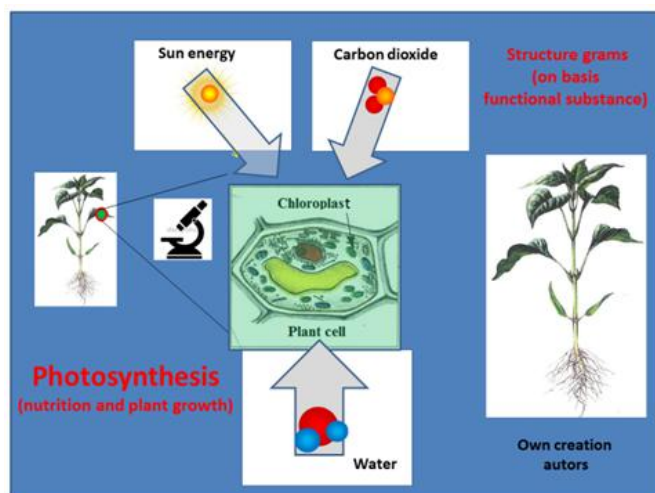 Sun energy
Carbon dioxide
Structure grams
(on basis
functional substance)
Chloroplast
Plant cell
Photosynthesis
(nutrition and plant growth)
Water
Own creation
autors